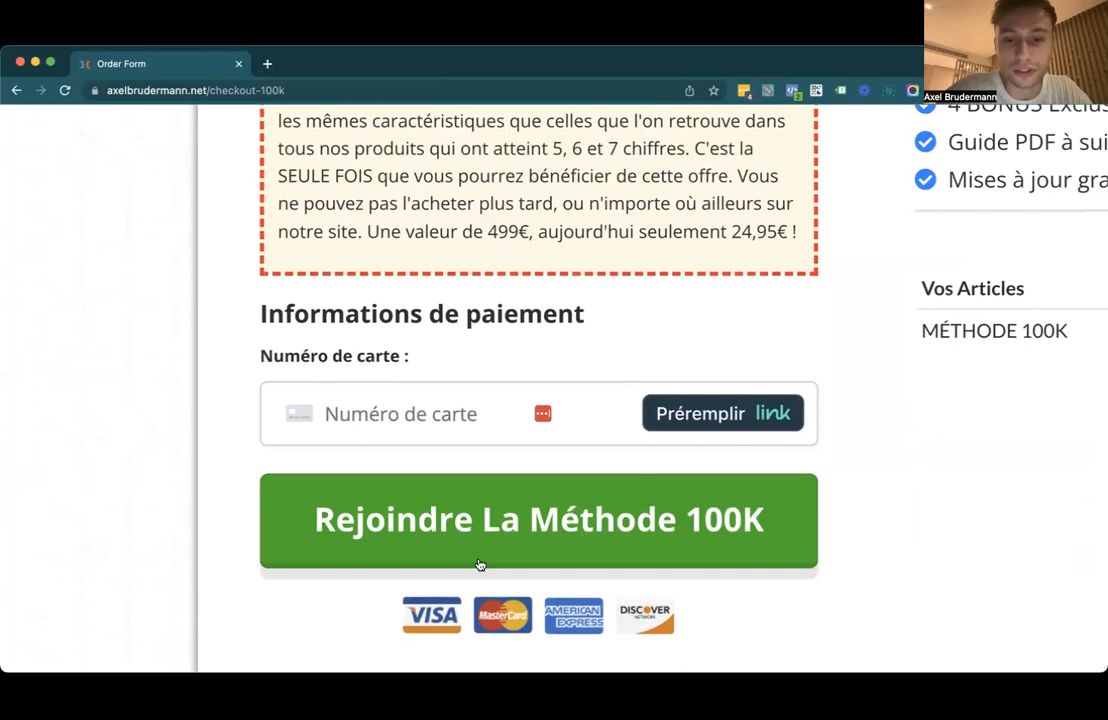 Order Form
axelbrudermann.net/checkout-100k
Axel Brudermann
les mêmes caractéristiques que celles que l'on retrouve dans
tous nos produits qui ont atteint 5, 6 et 7 chiffres. C'est la
SEULE FOIS que vous pourrez bénéficier de cette offre. Vous
ne pouvez pas l'acheter plus tard, ou n'importe où ailleurs sur
notre site. Une valeur de 499€, aujourd'hui seulement 24,95€ !
Informations de paiement
Numéro de carte :
Numéro de carte
Préremplir link
Rejoindre La Méthode 100K
VISA
MasterCard
AMERICAN
EXPRESS
DISCOVER
NETWORK
4 BONUS Exclus
Guide PDF à sui
Mises à jour gra
Vos Articles
MÉTHODE 100K